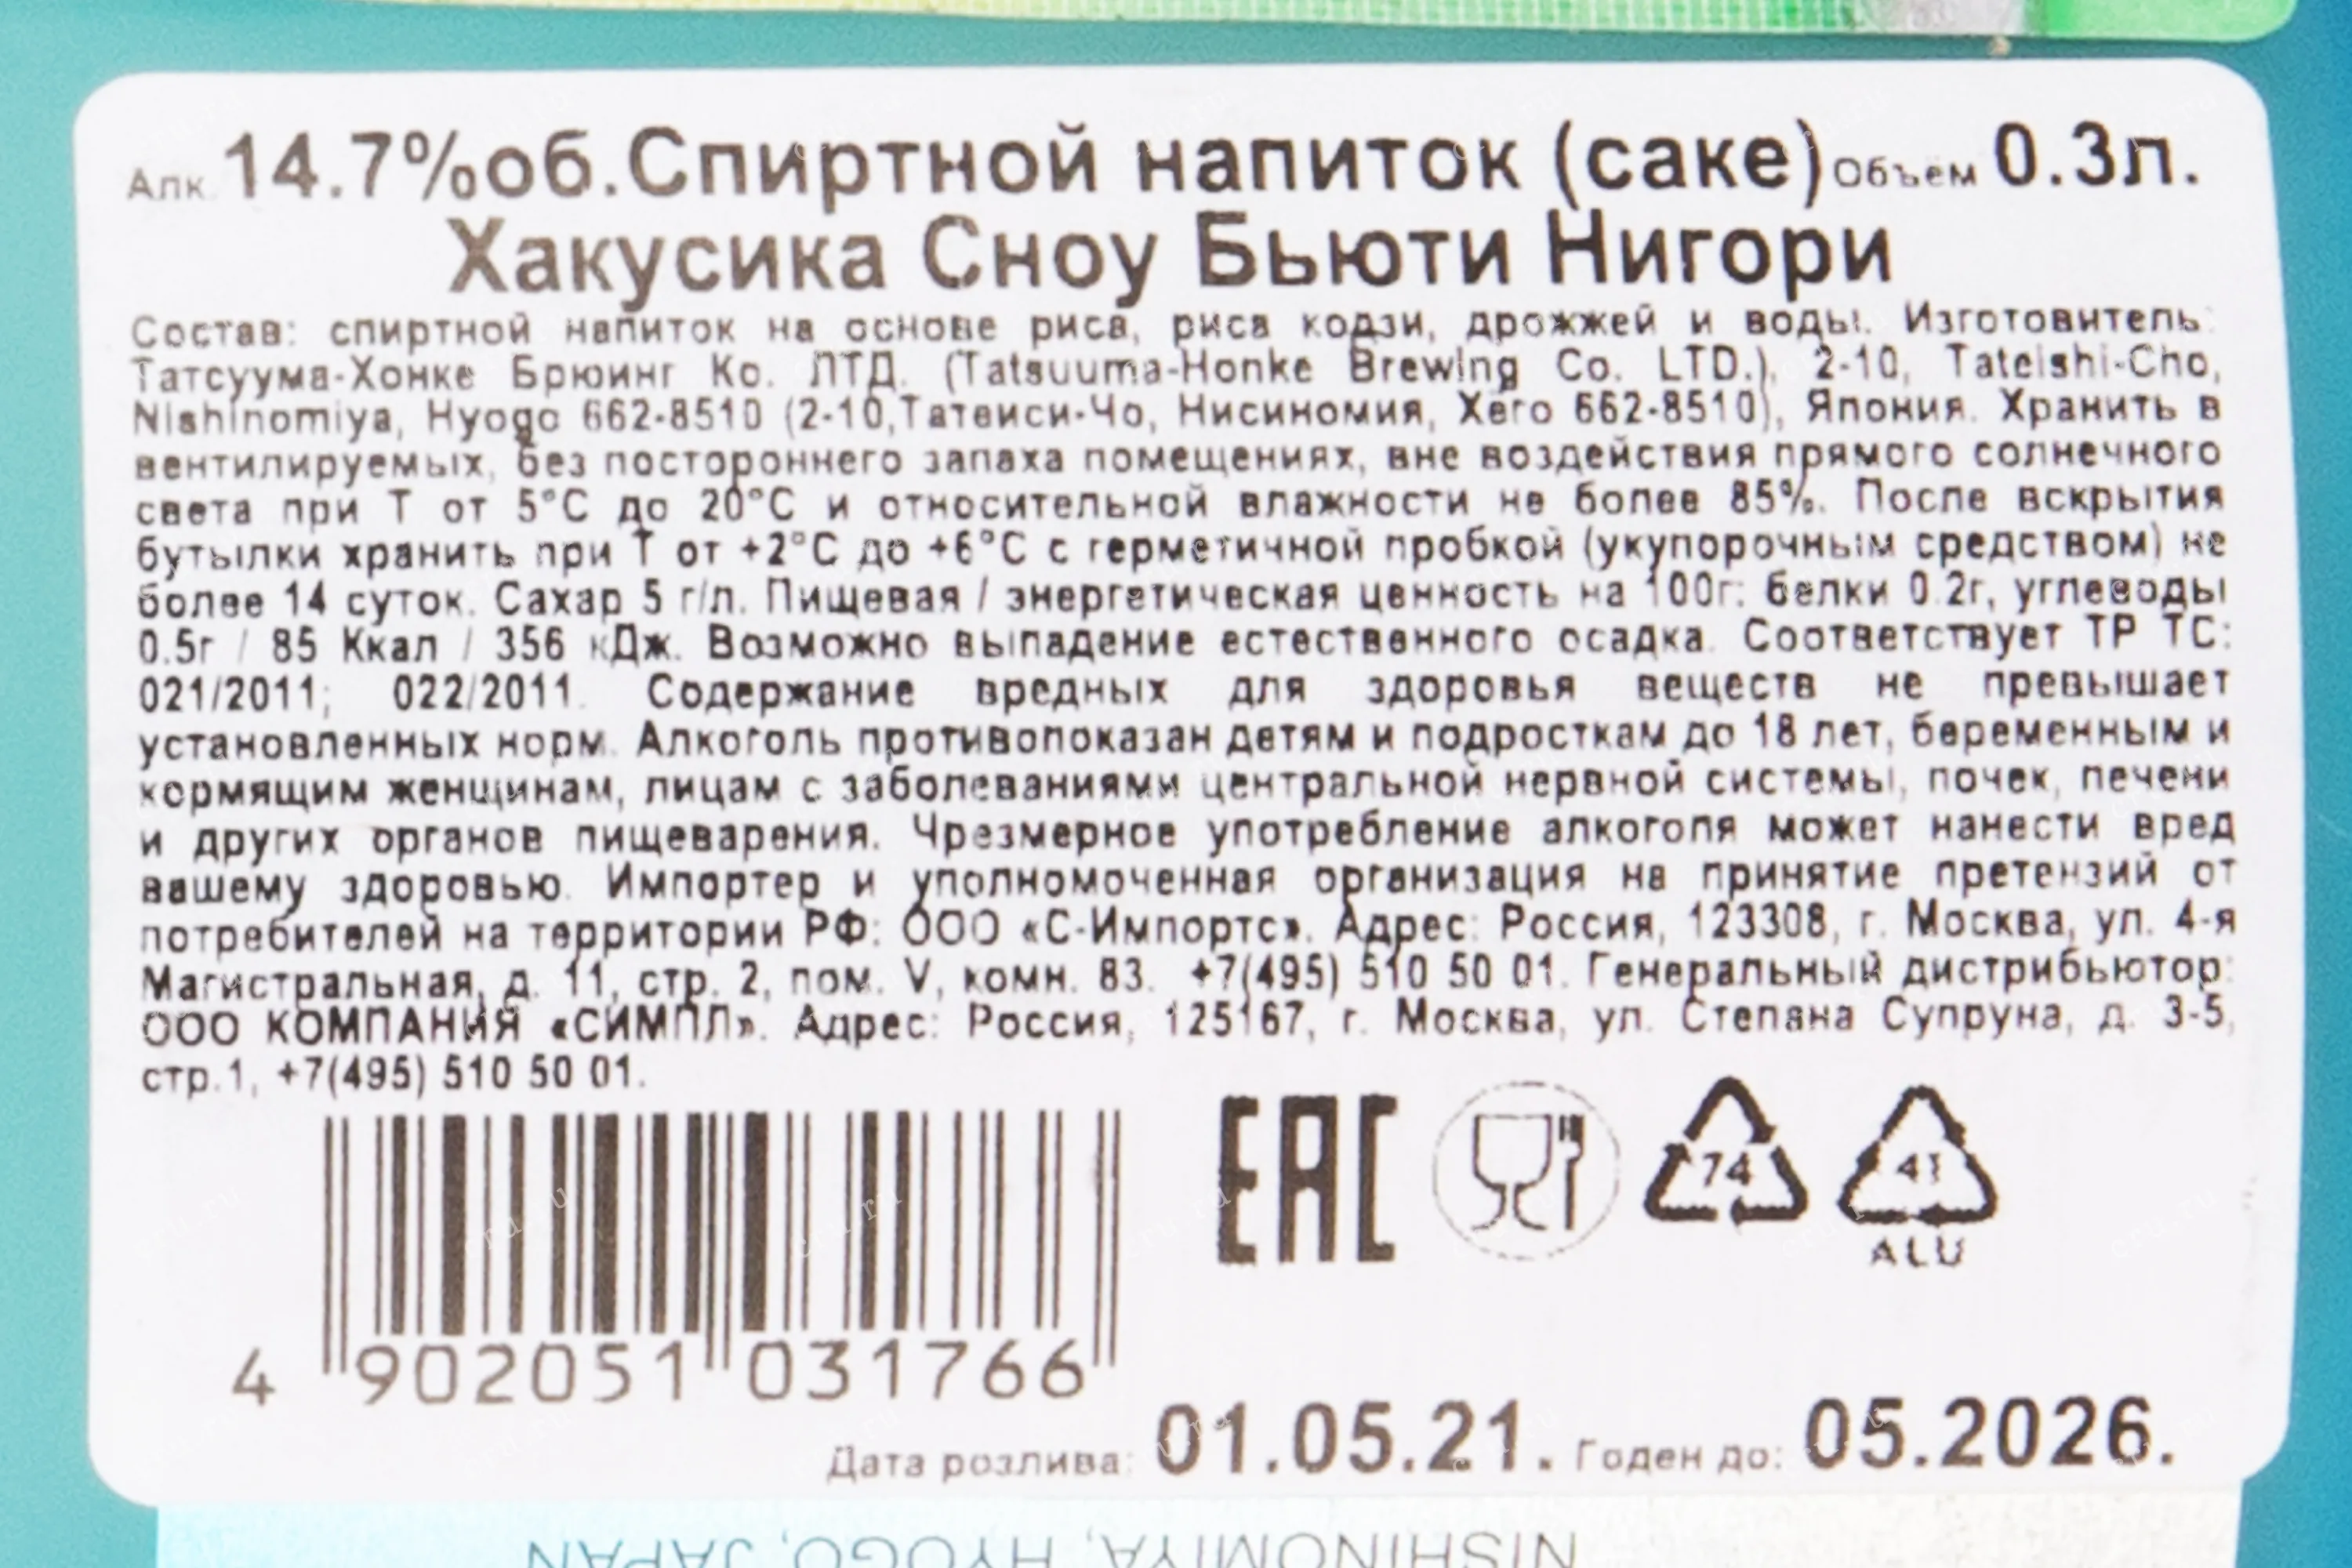 Алк. 14.7%об. Спиртной напиток (саке) Объем 0.3л.
Хакусика Сноу Бьюти Нигори
Состав: спиртной напиток на основе риса, риса кодзи, дрожжей и воды. Изготовитель:
Татсуума-Хонке Брюинг Ко. ЛТД. (Tatsuuma-Honke Brewing Co. LTD.), 2-10, Tateishi-Cho,
Nishinomiya, Hyogo 662-8510 (2-10,Татеиси-Чо, Нисиномия, Хего 662-8510), Япония. Хранить в
вентилируемых, без постороннего запаха помещениях, вне воздействия прямого солнечного
света при Т от 5°С до 20°С и относительной влажности не более 85%. После вскрытия
бутылки хранить при Т от +2°С до +6°С с герметичной пробкой (укупорочным средством) не
более 14 суток. Сахар 5 г/л. Пищевая / энергетическая ценность на 100г: белки 0.2г, углеводы
0.5г / 85 Ккал / 356 кДж. Возможно выпадение естественного осадка. Соответствует ТР ТС:
021/2011; 022/2011. Содержание вредных для здоровья веществ не превышает
установленных норм. Алкоголь противопоказан детям и подросткам до 18 лет, беременным и
кормящим женщинам, лицам с заболеваниями центральной нервной системы, почек, печени
и других органов пищеварения. Чрезмерное употребление алкоголя может нанести вред
вашему здоровью. Импортер и уполномоченная организация на принятие претензий от
потребителей на территории РФ: ООО «С-Импортс». Адрес: Россия, 123308, г. Москва, ул. 4-я
Магистральная, д. 11, стр. 2, пом. V, комн. 83. +7(495) 510 50 01. Генеральный дистрибьютор:
ООО КОМПАНИЯ «СИМПЛ». Адрес: Россия, 125167, г. Москва, ул. Степана Супруна, д. 3-5,
стр.1, +7(495) 510 50 01.
EAC 74 41
ALU
4 902051 031766
Дата розлива: 01.05.21. Годен до: 05.2026.
NISHINOMIYA, HYOGO, JAPAN